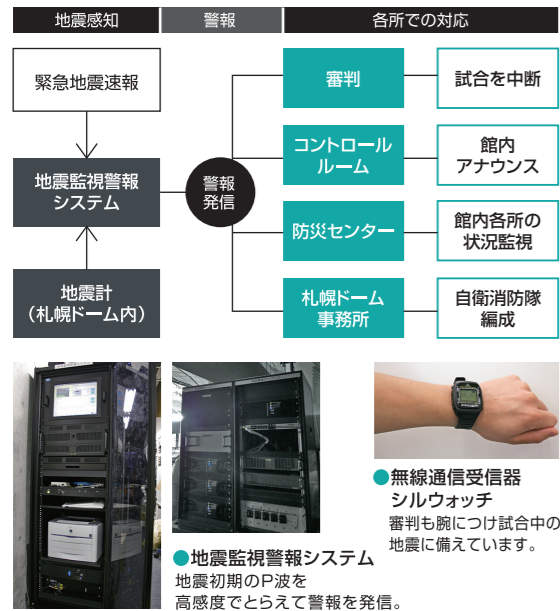 地震感知 警報 各所での対応
緊急地震速報
地震監視警報
システム
地震計
（札幌ドーム内）
警報
発信
審判
試合を中断
コントロール
ルーム
館内
アナウンス
防災センター
館内各所の
状況監視
札幌ドーム
事務所
自衛消防隊
編成
●無線通信受信器
シルウォッチ
審判も腕につけ試合中の
地震に備えています。
●地震監視警報システム
地震初期のP波を
高感度でとらえて警報を発信。